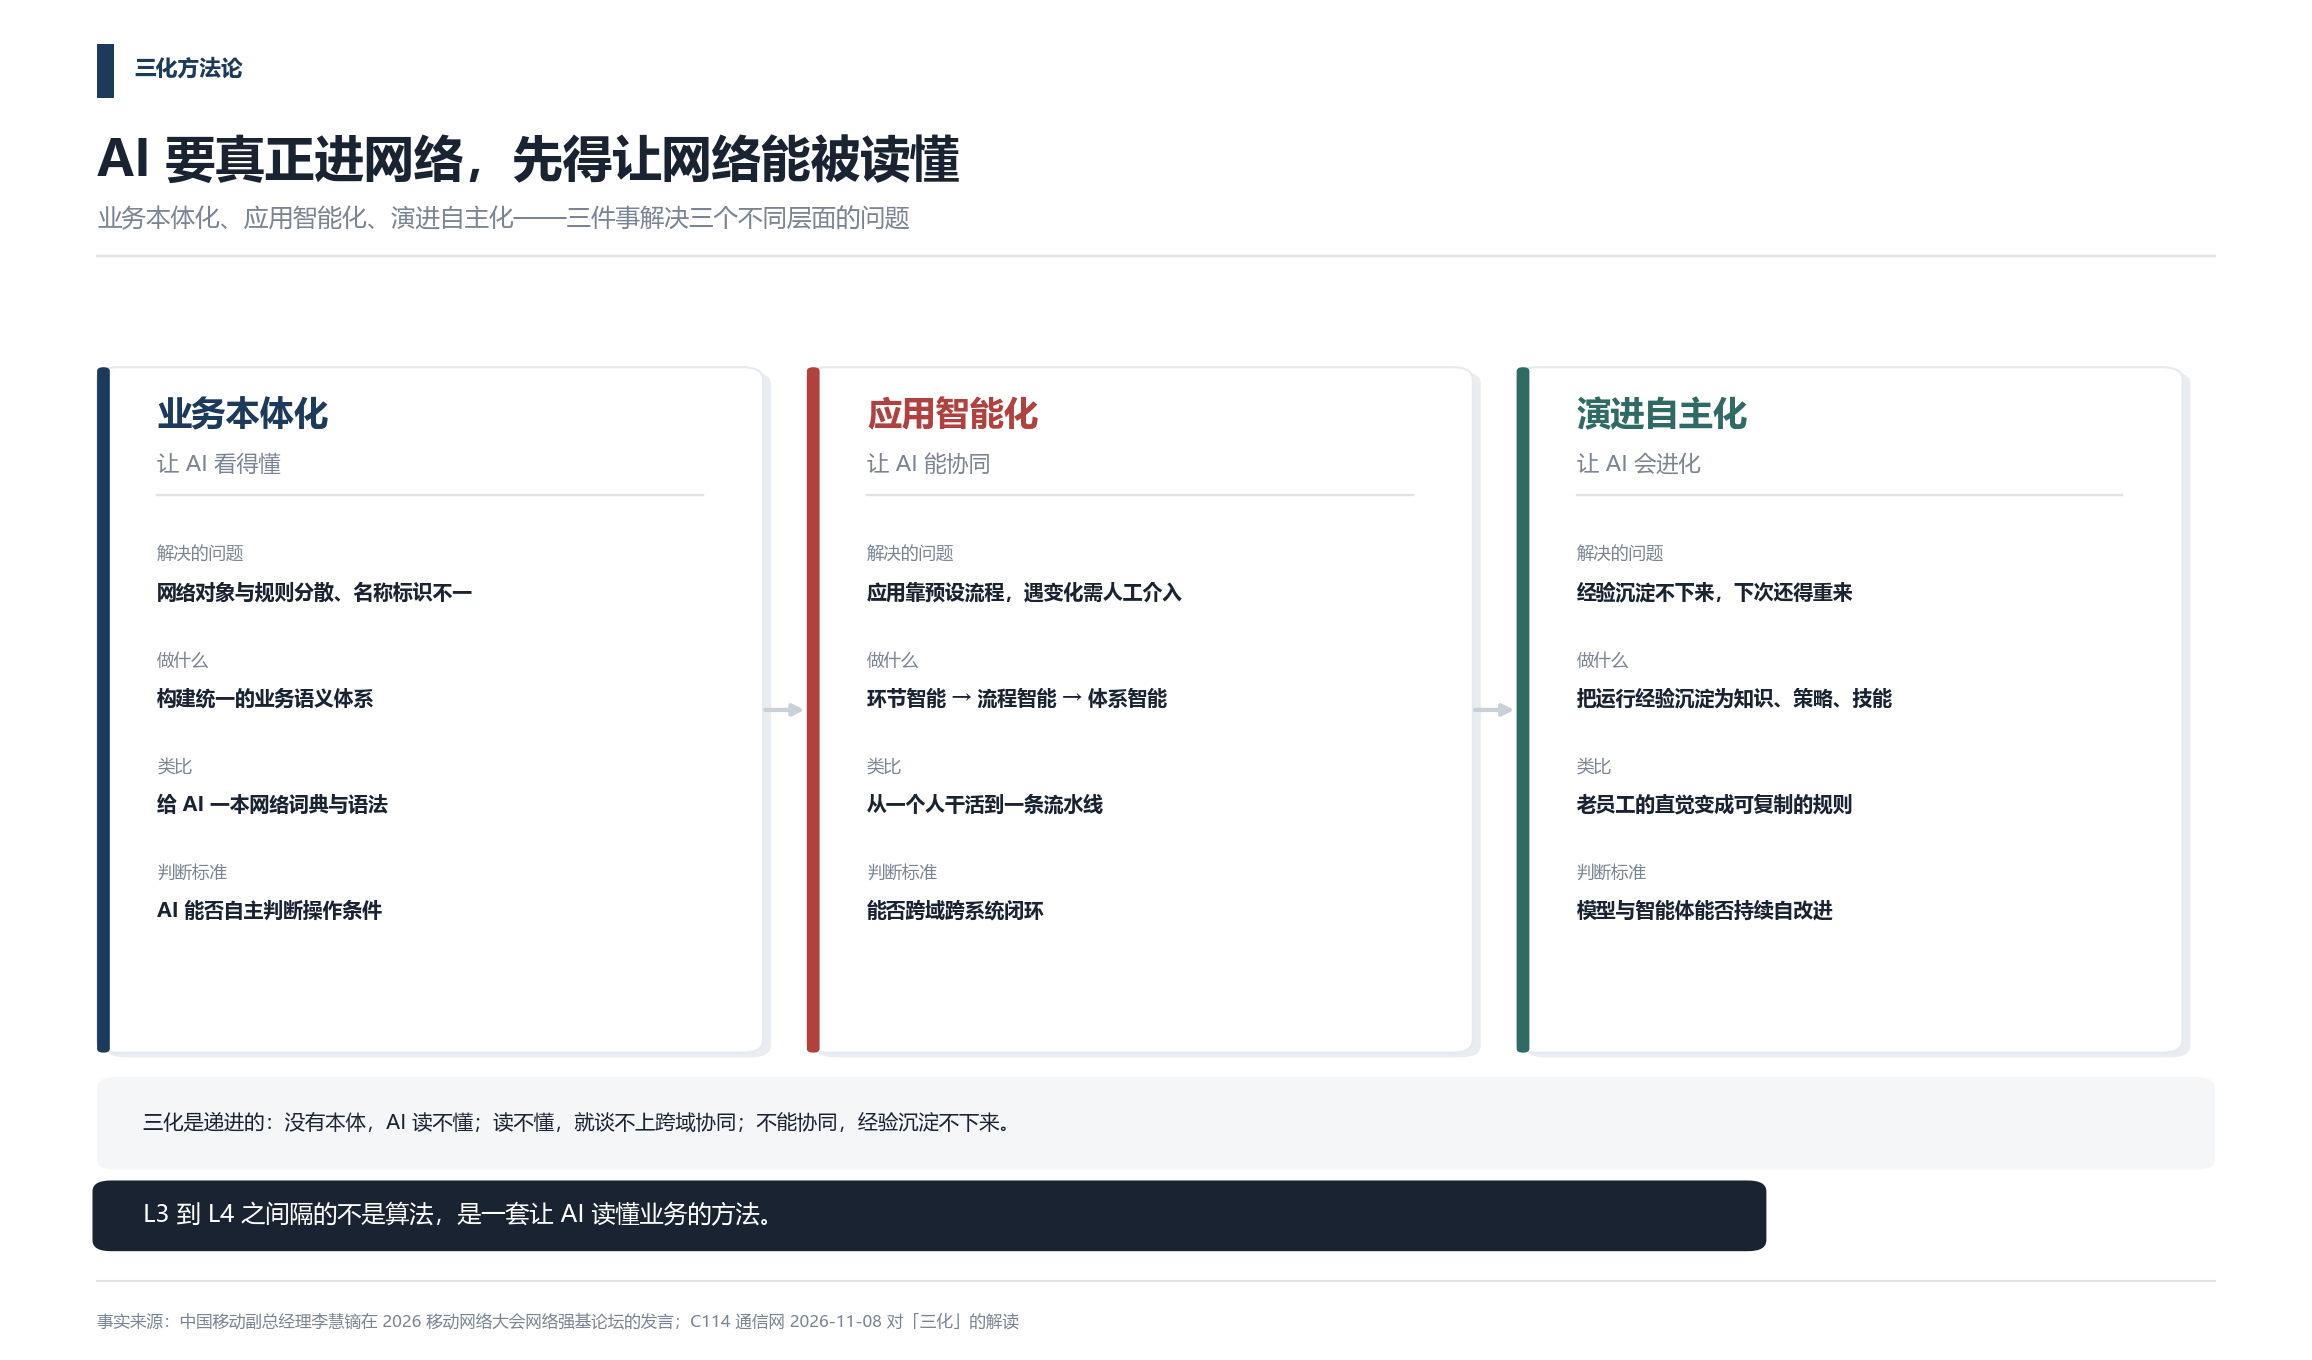 三化方法论
AI 要真正进网络，先得让网络能被读懂
业务本体化、应用智能化、演进自主化——三件事解决三个不同层面的问题
业务本体化
让 AI 看得懂
解决的问题
网络对象与规则分散、名称标识不一
做什么
构建统一的业务语义体系
类比
给 AI 一本网络词典与语法
判断标准
AI 能否自主判断操作条件
应用智能化
让 AI 能协同
解决的问题
应用靠预设流程，遇变化需人工介入
做什么
环节智能 → 流程智能 → 体系智能
类比
从一个人干活到一条流水线
判断标准
能否跨域跨系统闭环
演进自主化
让 AI 会进化
解决的问题
经验沉淀不下来，下次还得重来
做什么
把运行经验沉淀为知识、策略、技能
类比
老员工的直觉变成可复制的规则
判断标准
模型与智能体能否持续自改进
三化是递进的：没有本体，AI 读不懂；读不懂，就谈不上跨域协同；不能协同，经验沉淀不下来。
L3 到 L4 之间隔的不是算法，是一套让 AI 读懂业务的方法。
事实来源：中国移动副总经理李慧镝在 2026 移动网络大会网络强基论坛的发言；C114 通信网 2026-11-08 对「三化」的解读